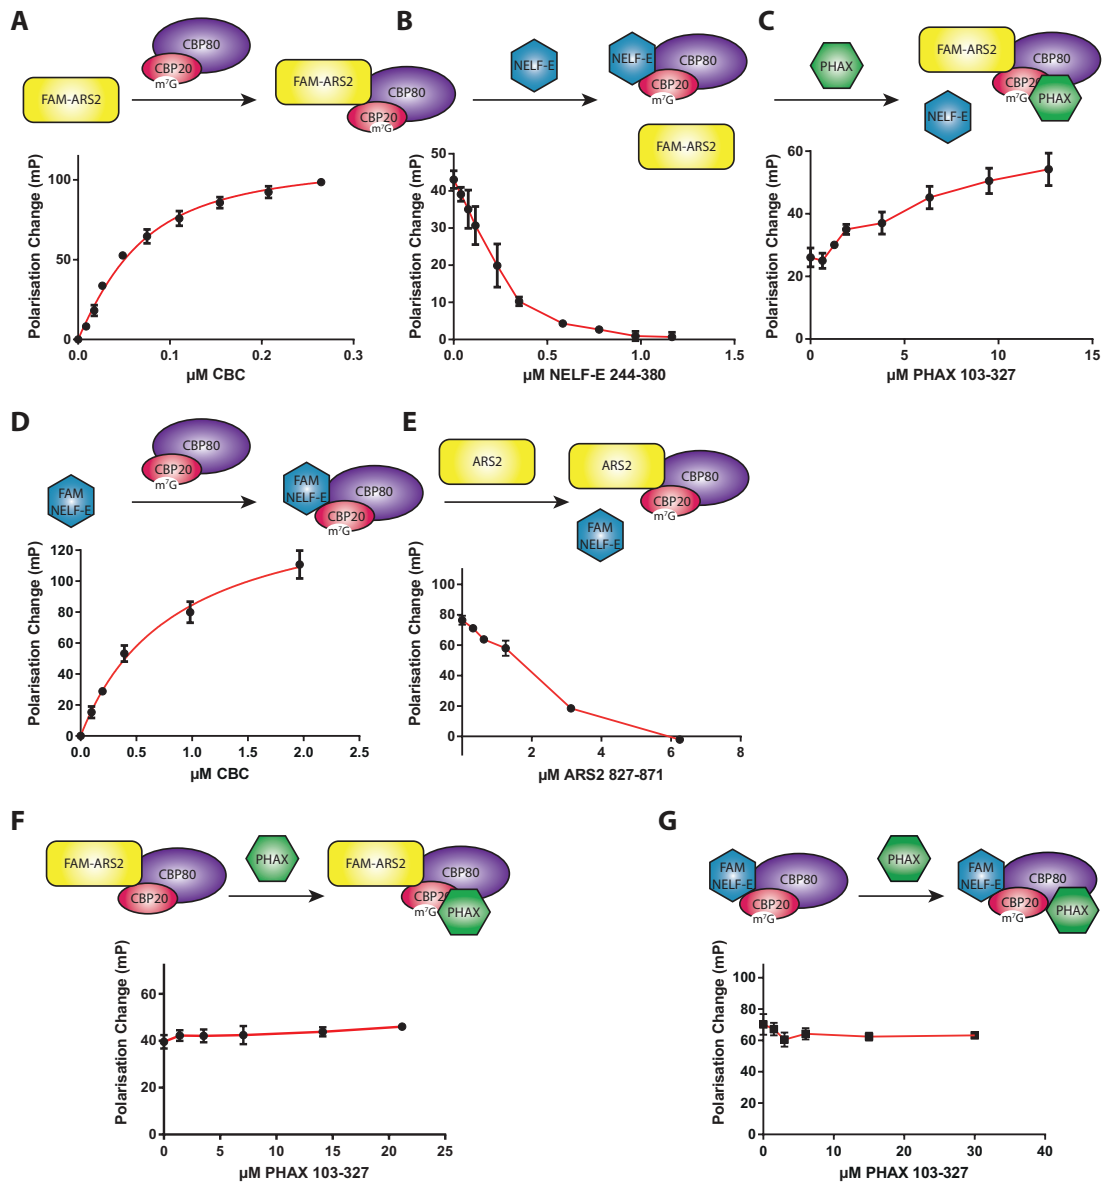 A
CBP80
CBP20
m7G
FAM-ARS2
FAM-ARS2
CBP80
CBP20
m7G
Polarisation Change (mP)
100
50
0
0.0 0.1 0.2 0.3
µM CBC
B
NELF-E
NELF-E
CBP80
CBP20
m7G
FAM-ARS2
Polarisation Change (mP)
50
40
30
20
10
0
0.0 0.5 1.0 1.5
µM NELF-E 244-380
C
PHAX
FAM-ARS2
CBP80
CBP20
m7G
PHAX
NELF-E
Polarisation Change (mP)
60
40
20
0
0 5 10 15
µM PHAX 103-327
D
CBP80
CBP20
m7G
FAM
NELF-E
FAM
NELF-E
CBP80
CBP20
m7G
Polarisation Change (mP)
120
100
80
60
40
20
0
0.0 0.5 1.0 1.5 2.0 2.5
µM CBC
E
ARS2
ARS2
CBP80
CBP20
m7G
FAM
NELF-E
Polarisation Change (mP)
100
80
60
40
20
0
2 4 6 8
µM ARS2 827-871
F
FAM-ARS2
CBP80
CBP20
PHAX
FAM-ARS2
CBP80
CBP20
m7G
PHAX
Polarisation Change (mP)
60
40
20
0
0 5 10 15 20 25
µM PHAX 103-327
G
FAM
NELF-E
CBP80
CBP20
m7G
PHAX
FAM
NELF-E
CBP80
CBP20
m7G
PHAX
Polarisation Change (mP)
100
80
60
40
20
0
0 10 20 30 40
µM PHAX 103-327